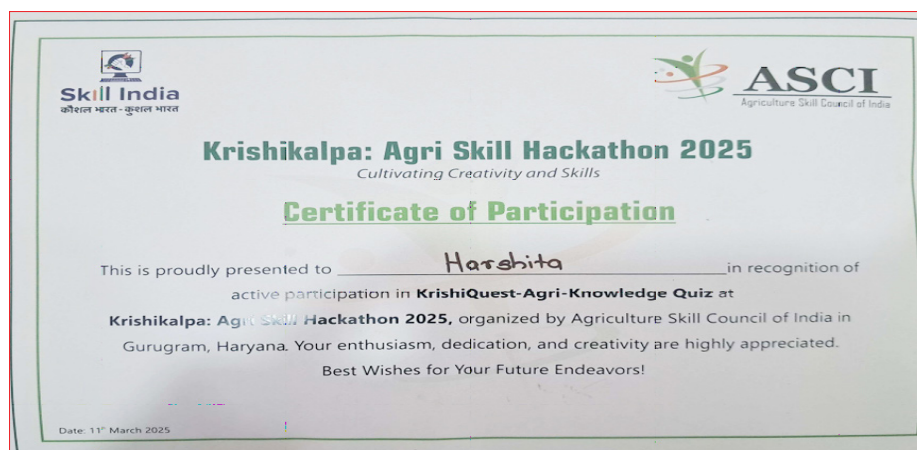 Skill India
कौशल भारत - कुशल भारत
ASCI
Agriculture Skill Council of India
Krishikalpa: Agri Skill Hackathon 2025
Cultivating Creativity and Skills
Certificate of Participation
This is proudly presented to Harshita in recognition of
active participation in KrishiQuest-Agri-Knowledge Quiz at
Krishikalpa: Agri Skill Hackathon 2025, organized by Agriculture Skill Council of India in
Gurugram, Haryana. Your enthusiasm, dedication, and creativity are highly appreciated.
Best Wishes for Your Future Endeavors!
Date: 11" March 2025